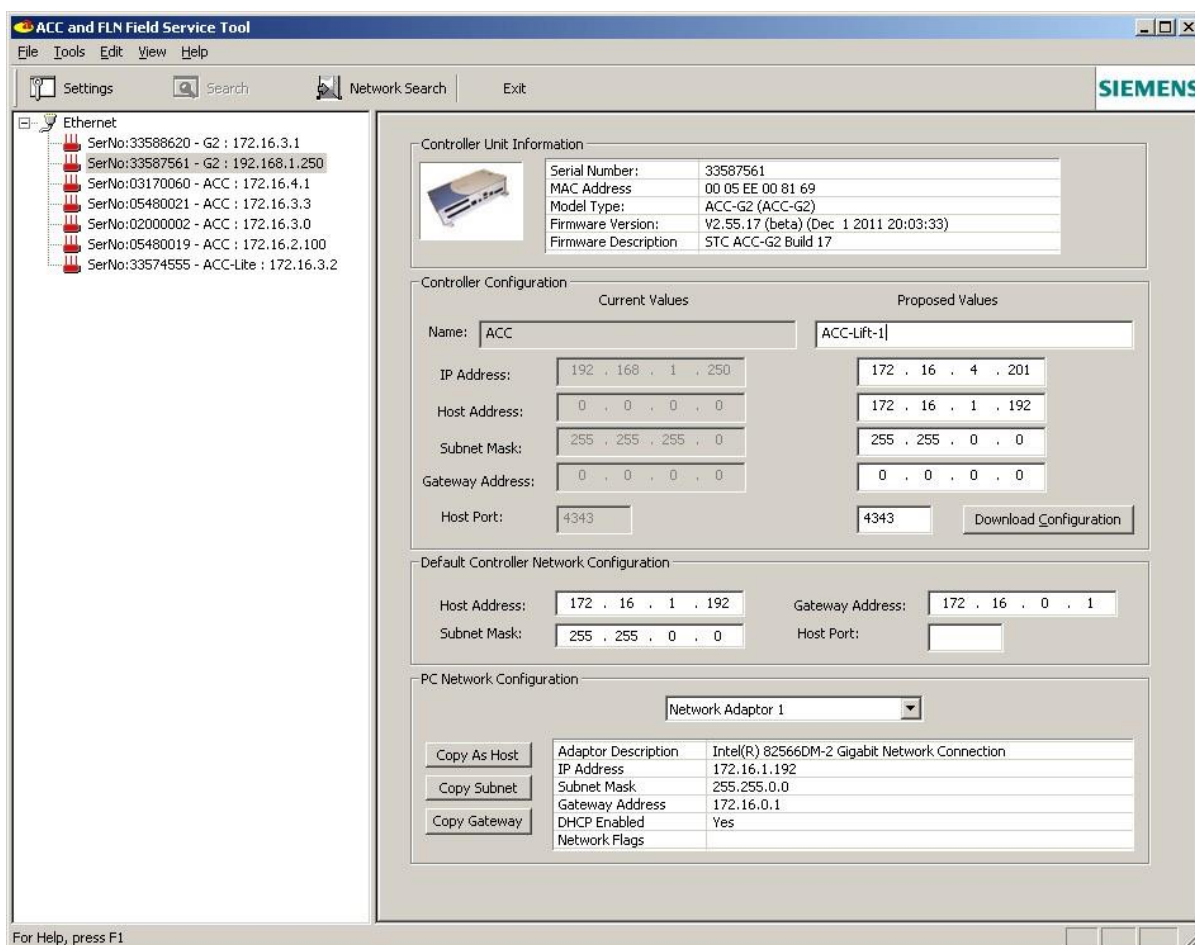 ACC and FLN Field Service Tool
File Tools Edit View Help
Settings Search Network Search Exit SIEMENS
Ethernet
SerNo:33588620 - G2 : 172.16.3.1
SerNo:33587561 - G2 : 192.168.1.250
SerNo:03170060 - ACC : 172.16.4.1
SerNo:05480021 - ACC : 172.16.3.3
SerNo:02000002 - ACC : 172.16.3.0
SerNo:05480019 - ACC : 172.16.2.100
SerNo:33574555 - ACC-Lite : 172.16.3.2
Controller Unit Information
Serial Number: 33587561
MAC Address 00 05 EE 00 81 69
Model Type: ACC-G2 (ACC-G2)
Firmware Version: V2.55.17 (beta) (Dec 1 2011 20:03:33)
Firmware Description STC ACC-G2 Build 17
Controller Configuration
Current Values Proposed Values
Name: ACC ACC-Lift-1
IP Address: 192 . 168 . 1 . 250 172 . 16 . 4 . 201
Host Address: 0 . 0 . 0 . 0 172 . 16 . 1 . 192
Subnet Mask: 255 . 255 . 255 . 0 255 . 255 . 0 . 0
Gateway Address: 0 . 0 . 0 . 0 0 . 0 . 0 . 0
Host Port: 4343 4343 Download Configuration
Default Controller Network Configuration
Host Address: 172 . 16 . 1 . 192 Gateway Address: 172 . 16 . 0 . 1
Subnet Mask: 255 . 255 . 0 . 0 Host Port:
PC Network Configuration
Network Adaptor 1
Copy As Host
Copy Subnet
Copy Gateway
Adaptor Description Intel(R) 82566DM-2 Gigabit Network Connection
IP Address 172.16.1.192
Subnet Mask 255.255.0.0
Gateway Address 172.16.0.1
DHCP Enabled Yes
Network Flags
For Help, press F1